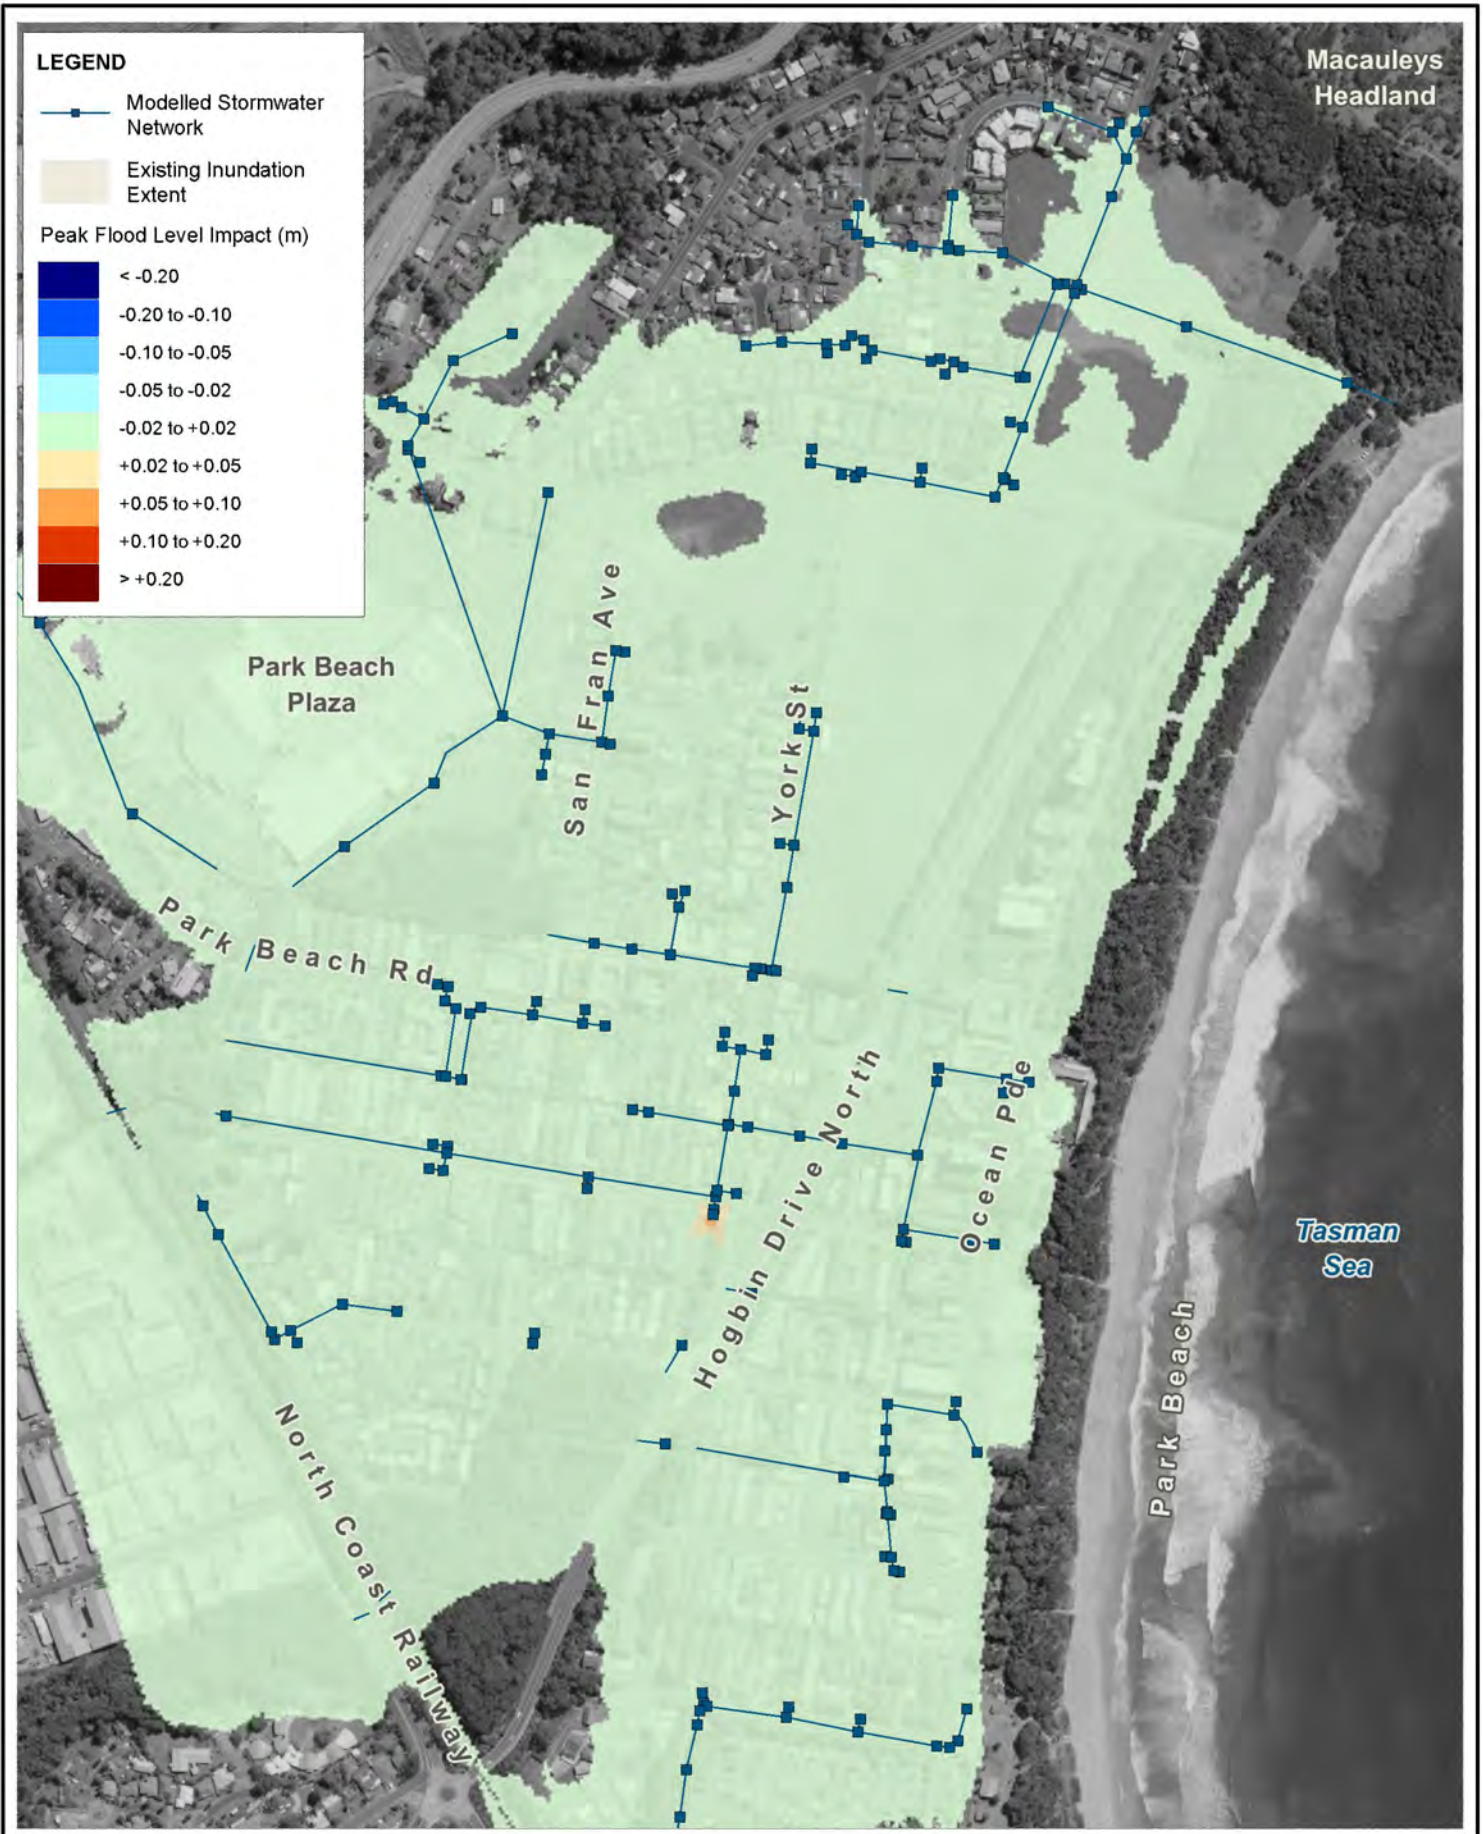 LEGEND
Modelled Stormwater
Network
Existing Inundation
Extent
Peak Flood Level Impact (m)
< -0.20
-0.20 to -0.10
-0.10 to -0.05
-0.05 to -0.02
-0.02 to +0.02
+0.02 to +0.05
+0.05 to +0.10
+0.10 to +0.20
> +0.20
Macauleys
Headland
San Fran Ave
Park Beach
Plaza
York St
Park Beach Rd
Hogbin Drive North
Ocean Pde
Tasman
Sea
Park Beach
North Coast Railway